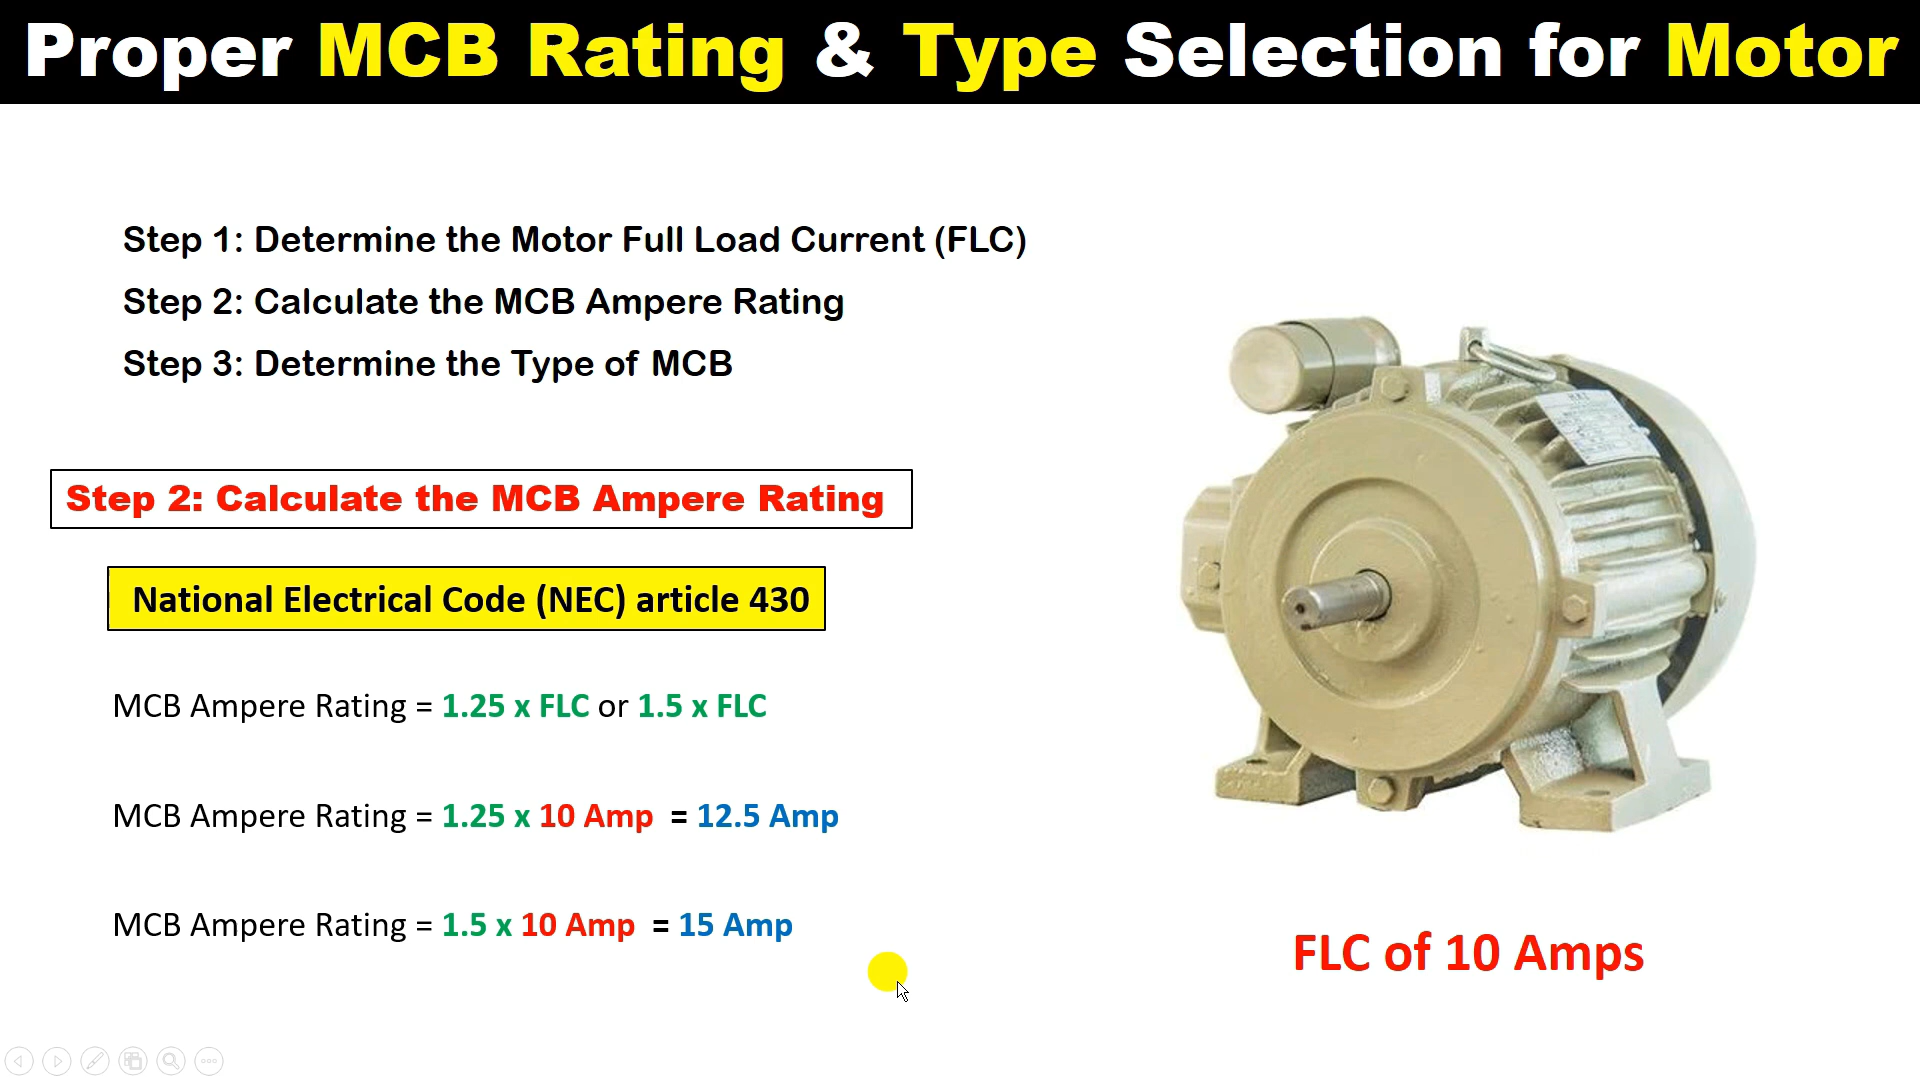 Proper MCB Rating & Type Selection for Motor
Step 1: Determine the Motor Full Load Current (FLC)
Step 2: Calculate the MCB Ampere Rating
Step 3: Determine the Type of MCB
Step 2: Calculate the MCB Ampere Rating
National Electrical Code (NEC) article 430
MCB Ampere Rating = 1.25 x FLC or 1.5 x FLC
MCB Ampere Rating = 1.25 x 10 Amp = 12.5 Amp
MCB Ampere Rating = 1.5 x 10 Amp = 15 Amp
FLC of 10 Amps